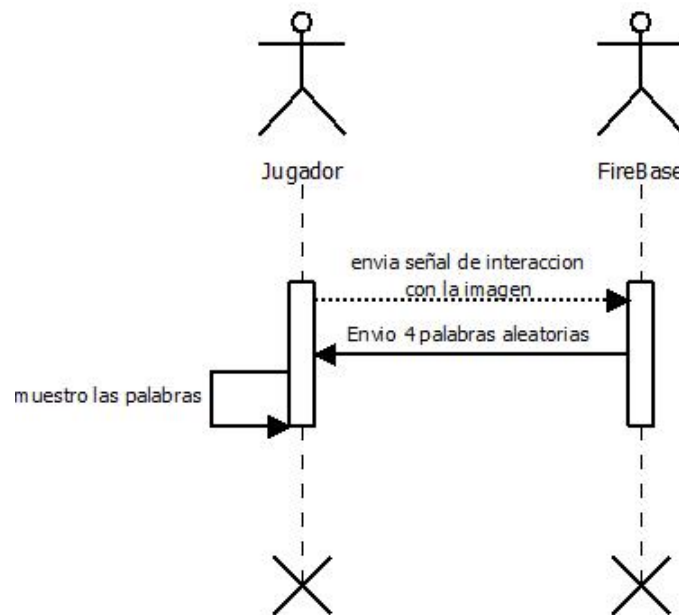 Jugador
FireBase
envia señal de interaccion
con la imagen
Envio 4 palabras aleatorias
muestro las palabras